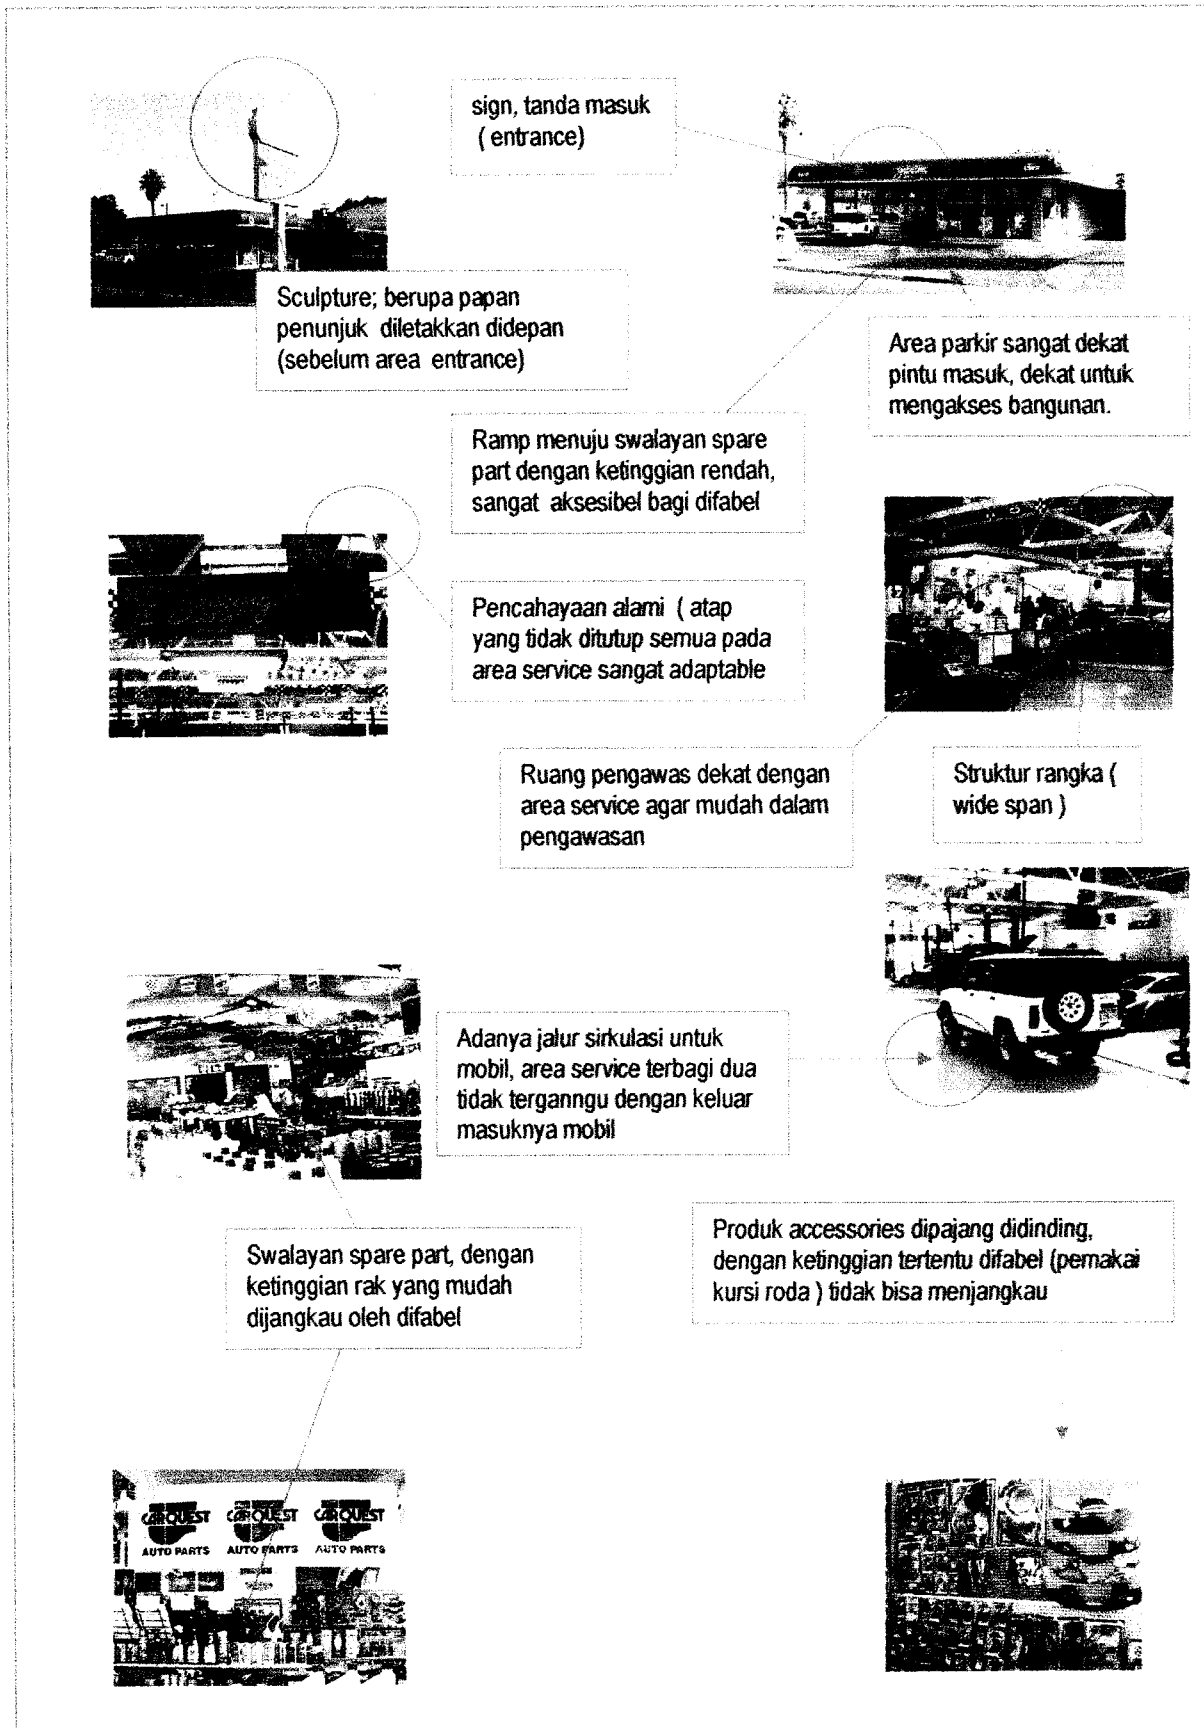 sign, tanda masuk
( entrance)
Sculpture; berupa papan
penunjuk diletakkan didepan
(sebelum area entrance)
Area parkir sangat dekat
pintu masuk, dekat untuk
mengakses bangunan.
Ramp menuju swalayan spare
part dengan ketinggian rendah,
sangat aksesibel bagi difabel
Pencahayaan alami ( atap
yang tidak ditutup semua pada
area service sangat adaptable
Ruang pengawas dekat dengan
area service agar mudah dalam
pengawasan
Struktur rangka (
wide span )
Adanya jalur sirkulasi untuk
mobil, area service terbagi dua
tidak terganngu dengan keluar
masuknya mobil
Swalayan spare part, dengan
ketinggian rak yang mudah
dijangkau oleh difabel
Produk accessories dipajang didinding,
dengan ketinggian tertentu difabel (pemakai
kursi roda ) tidak bisa menjangkau
CARQUEST CARQUEST CARQUEST
AUTO PARTS AUTO PARTS AUTO PARTS